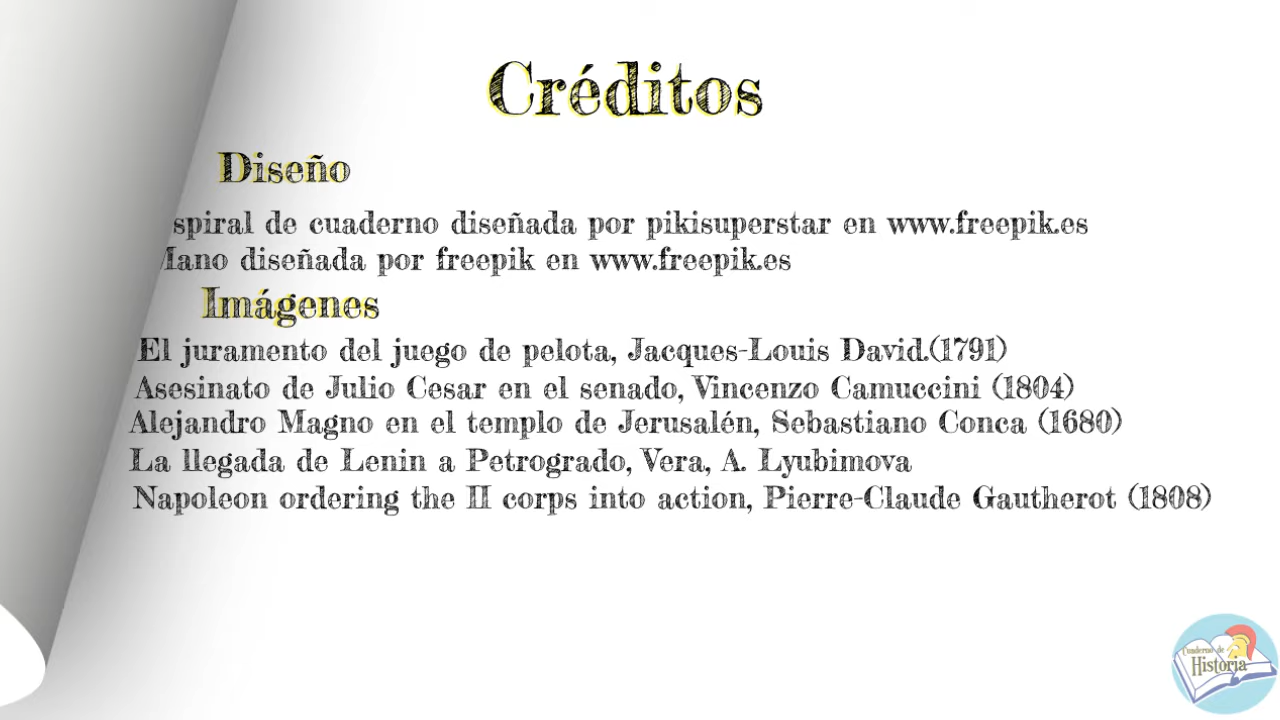 Créditos
Diseño
spiral de cuaderno diseñada por pikisuperstar en www.freepik.es
Mano diseñada por freepik en www.freepik.es
Imágenes
El juramento del juego de pelota, Jacques-Louis David.(1791)
Asesinato de Julio Cesar en el senado, Vincenzo Camuccini (1804)
Alejandro Magno en el templo de Jerusalén, Sebastiano Conca (1680)
La llegada de Lenin a Petrogrado, Vera, A. Lyubimova
Napoleon ordering the II corps into action, Pierre-Claude Gautherot (1808)
Cuaderno de
Historia